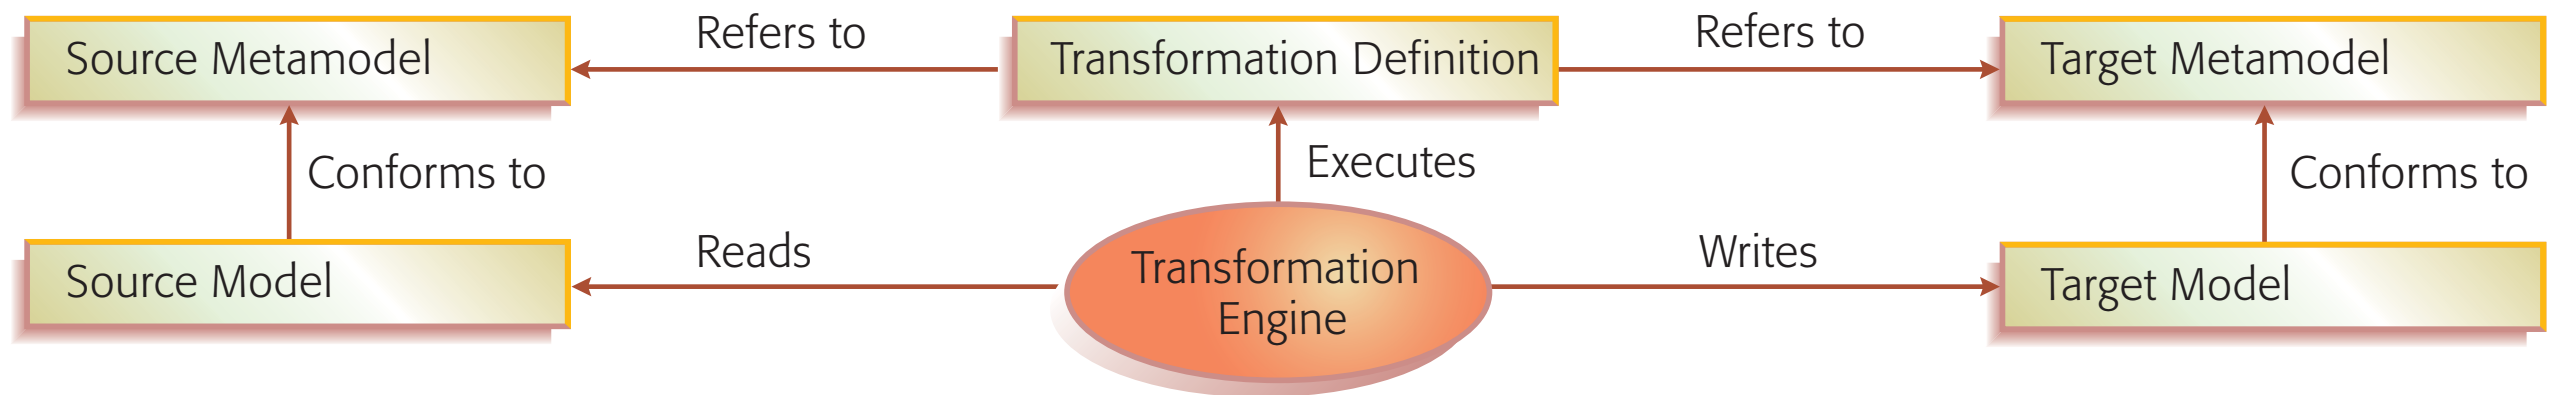 Source Metamodel
Refers to
Transformation Definition
Refers to
Target Metamodel
Conforms to
Executes
Conforms to
Source Model
Reads
Transformation
Engine
Writes
Target Model